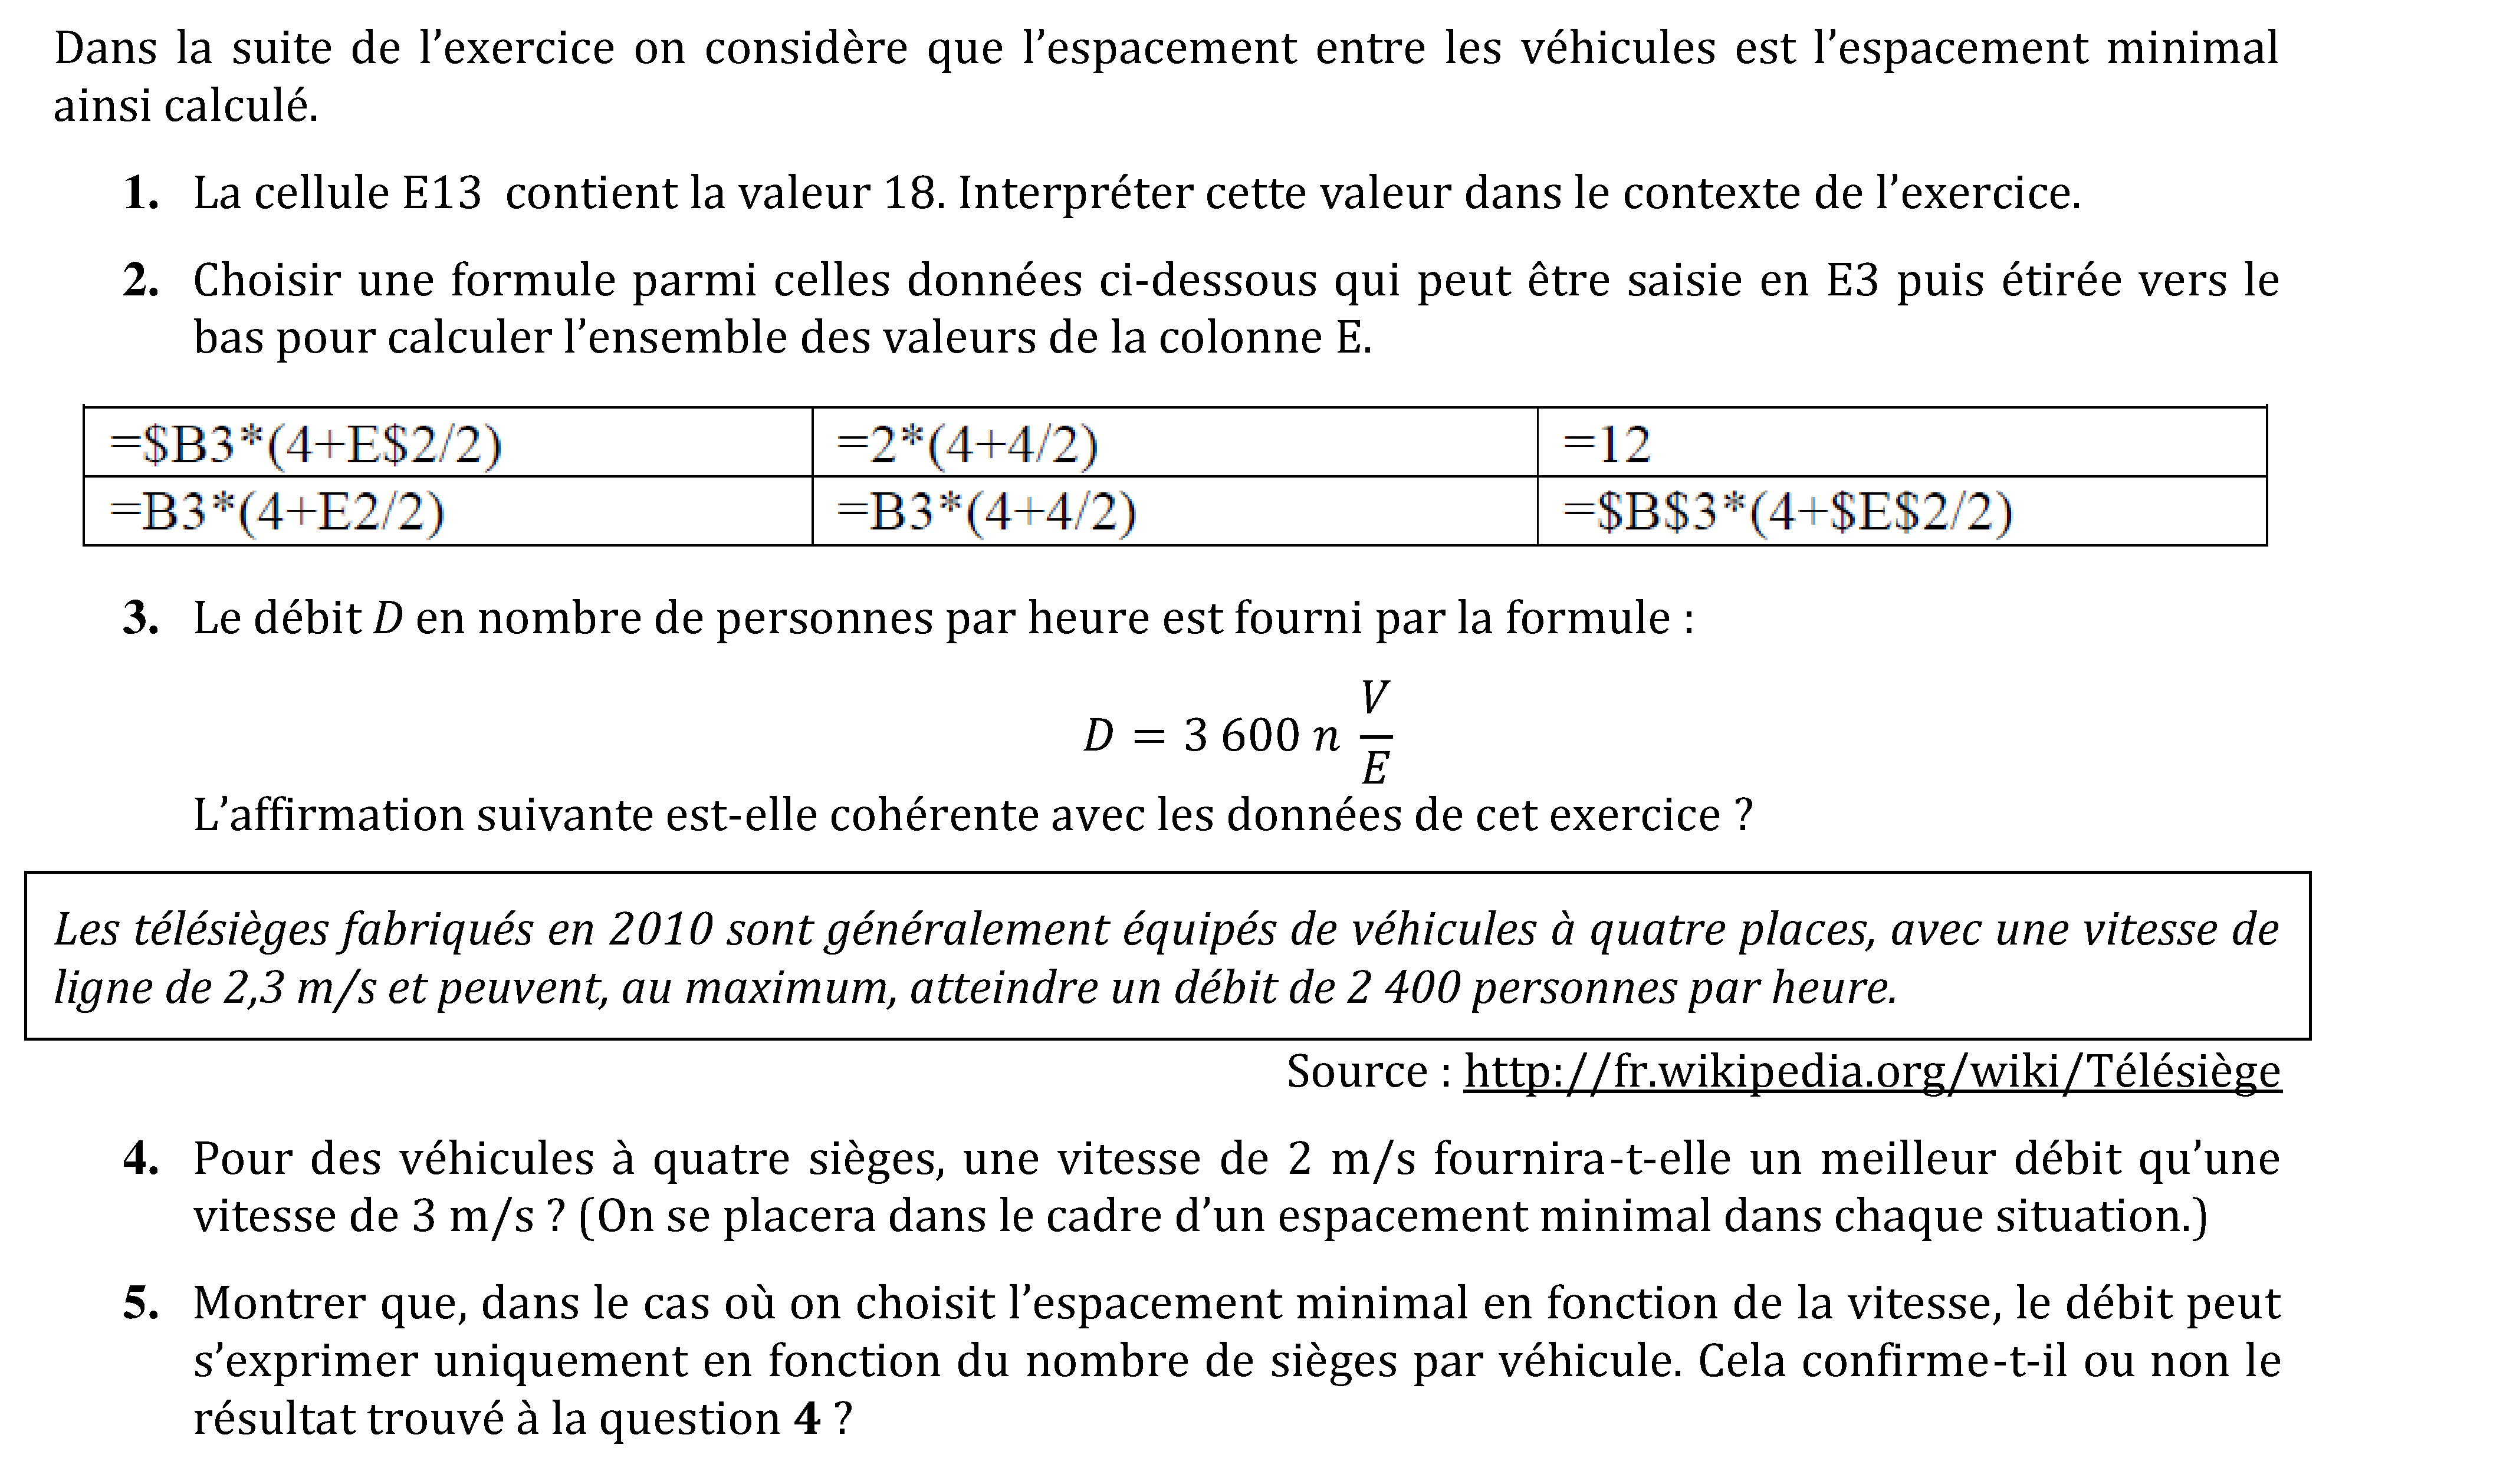 Dans la suite de l'exercice on considère que l'espacement entre les véhicules est l'espacement minimal
ainsi calculé.
1. La cellule E13 contient la valeur 18. Interpréter cette valeur dans le contexte de l'exercice.
2. Choisir une formule parmi celles données ci-dessous qui peut être saisie en E3 puis étirée vers le
bas pour calculer l'ensemble des valeurs de la colonne E.
=$B3*(4+E$2/2) =2*(4+4/2) =12
=B3*(4+E2/2) =B3*(4+4/2) =$B$3*(4+$E$2/2)
3. Le débit D en nombre de personnes par heure est fourni par la formule :
D = 3 600 n V/E
L'affirmation suivante est-elle cohérente avec les données de cet exercice ?
Les télésièges fabriqués en 2010 sont généralement équipés de véhicules à quatre places, avec une vitesse de
ligne de 2,3 m/s et peuvent, au maximum, atteindre un débit de 2 400 personnes par heure.
Source : http://fr.wikipedia.org/wiki/Télésiège
4. Pour des véhicules à quatre sièges, une vitesse de 2 m/s fournira-t-elle un meilleur débit qu'une
vitesse de 3 m/s ? (On se placera dans le cadre d'un espacement minimal dans chaque situation.)
5. Montrer que, dans le cas où on choisit l'espacement minimal en fonction de la vitesse, le débit peut
s'exprimer uniquement en fonction du nombre de sièges par véhicule. Cela confirme-t-il ou non le
résultat trouvé à la question 4 ?